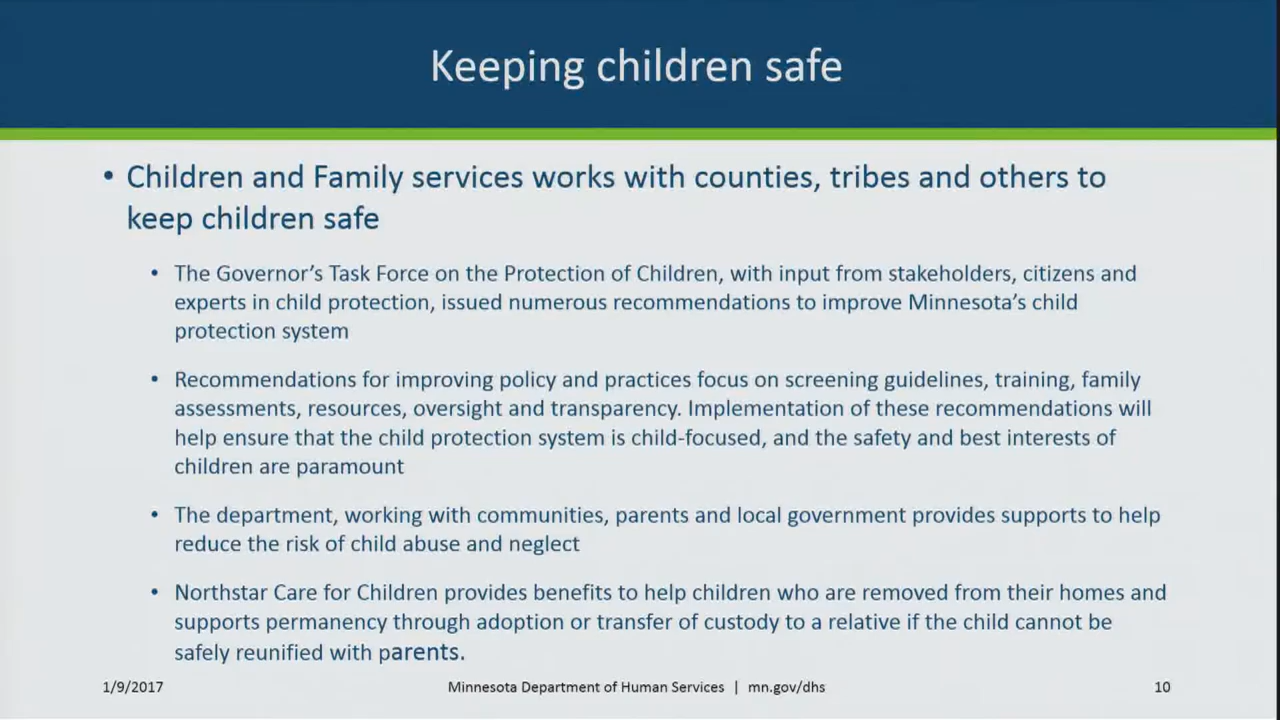 Keeping children safe
• Children and Family services works with counties, tribes and others to
keep children safe
• The Governor’s Task Force on the Protection of Children, with input from stakeholders, citizens and
experts in child protection, issued numerous recommendations to improve Minnesota’s child
protection system
• Recommendations for improving policy and practices focus on screening guidelines, training, family
assessments, resources, oversight and transparency. Implementation of these recommendations will
help ensure that the child protection system is child-focused, and the safety and best interests of
children are paramount
• The department, working with communities, parents and local government provides supports to help
reduce the risk of child abuse and neglect
• Northstar Care for Children provides benefits to help children who are removed from their homes and
supports permanency through adoption or transfer of custody to a relative if the child cannot be
safely reunified with parents.
1/9/2017 Minnesota Department of Human Services | mn.gov/dhs 10